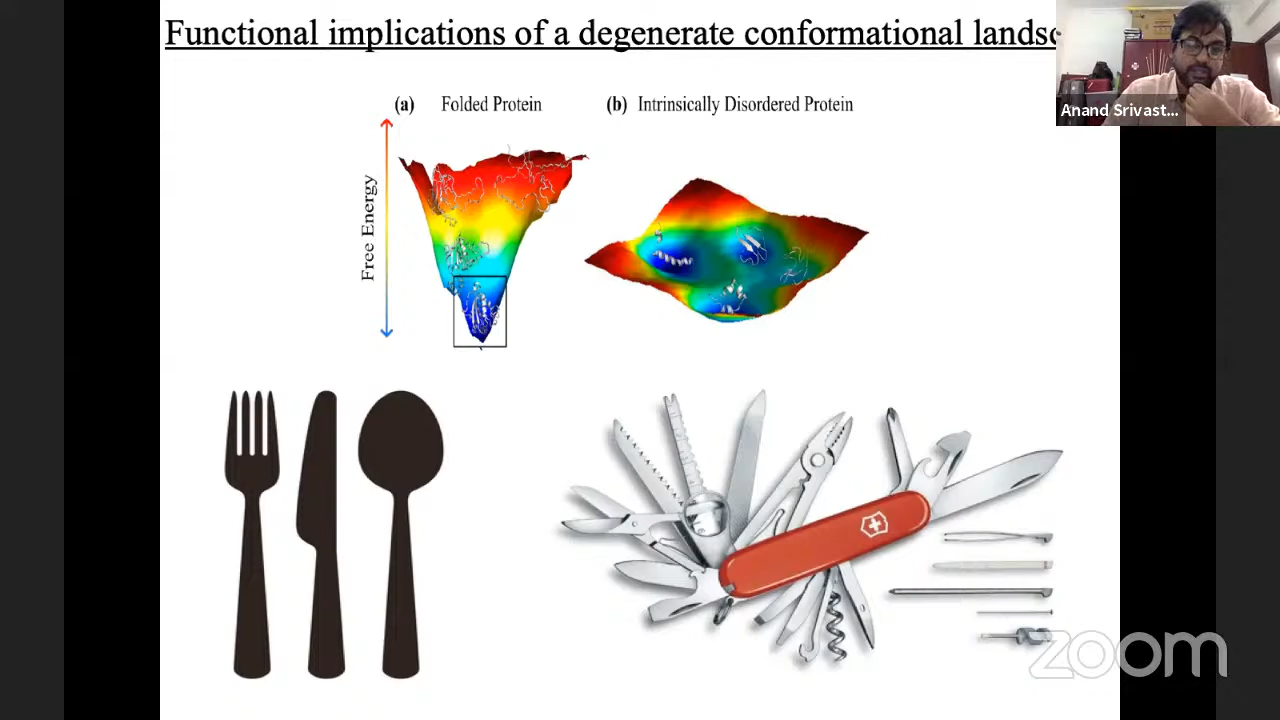 Functional implications of a degenerate conformational landsc
Anand Srivast...
(a) Folded Protein
(b) Intrinsically Disordered Protein
Free Energy
zoom